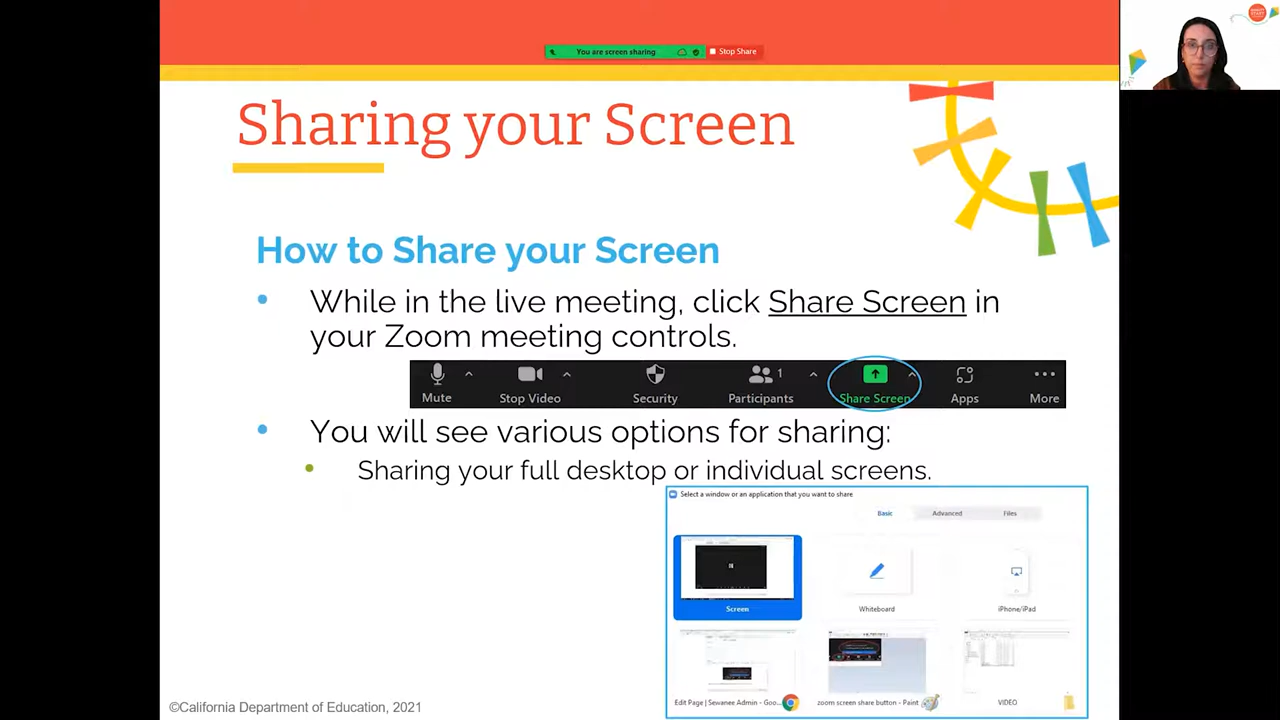 You are screen sharing
Stop Share
Sharing your Screen
How to Share your Screen
• While in the live meeting, click Share Screen in
your Zoom meeting controls.
Mute
Stop Video
Security
1
Participants
Share Screen
Apps
More
• You will see various options for sharing:
• Sharing your full desktop or individual screens.
Select a window or an application that you want to share
Basic
Advanced
Files
Screen
Whiteboard
iPhone/iPad
Edit Page | Sewanee Admin - Goo...
zoom screen share button - Paint
VIDEO
©California Department of Education, 2021